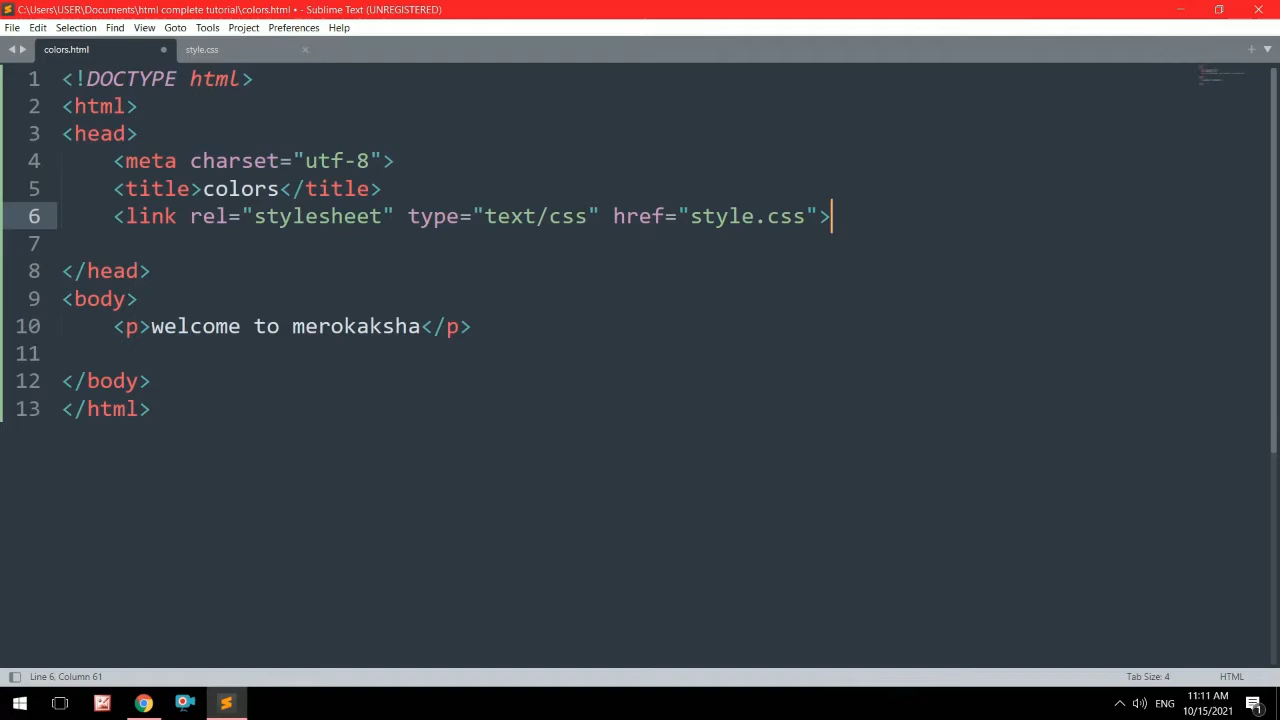 C:\Users\USER\Documents\html complete tutorial\colors.html • - Sublime Text (UNREGISTERED)
File Edit Selection Find View Goto Tools Project Preferences Help
colors.html style.css
1 <!DOCTYPE html>
2 <html>
3 <head>
4 <meta charset="utf-8">
5 <title>colors</title>
6 <link rel="stylesheet" type="text/css" href="style.css">
7
8 </head>
9 <body>
10 <p>welcome to merokaksha</p>
11
12 </body>
13 </html>
Line 6, Column 61 Tab Size: 4 HTML
11:11 AM
ENG
10/15/2021
1